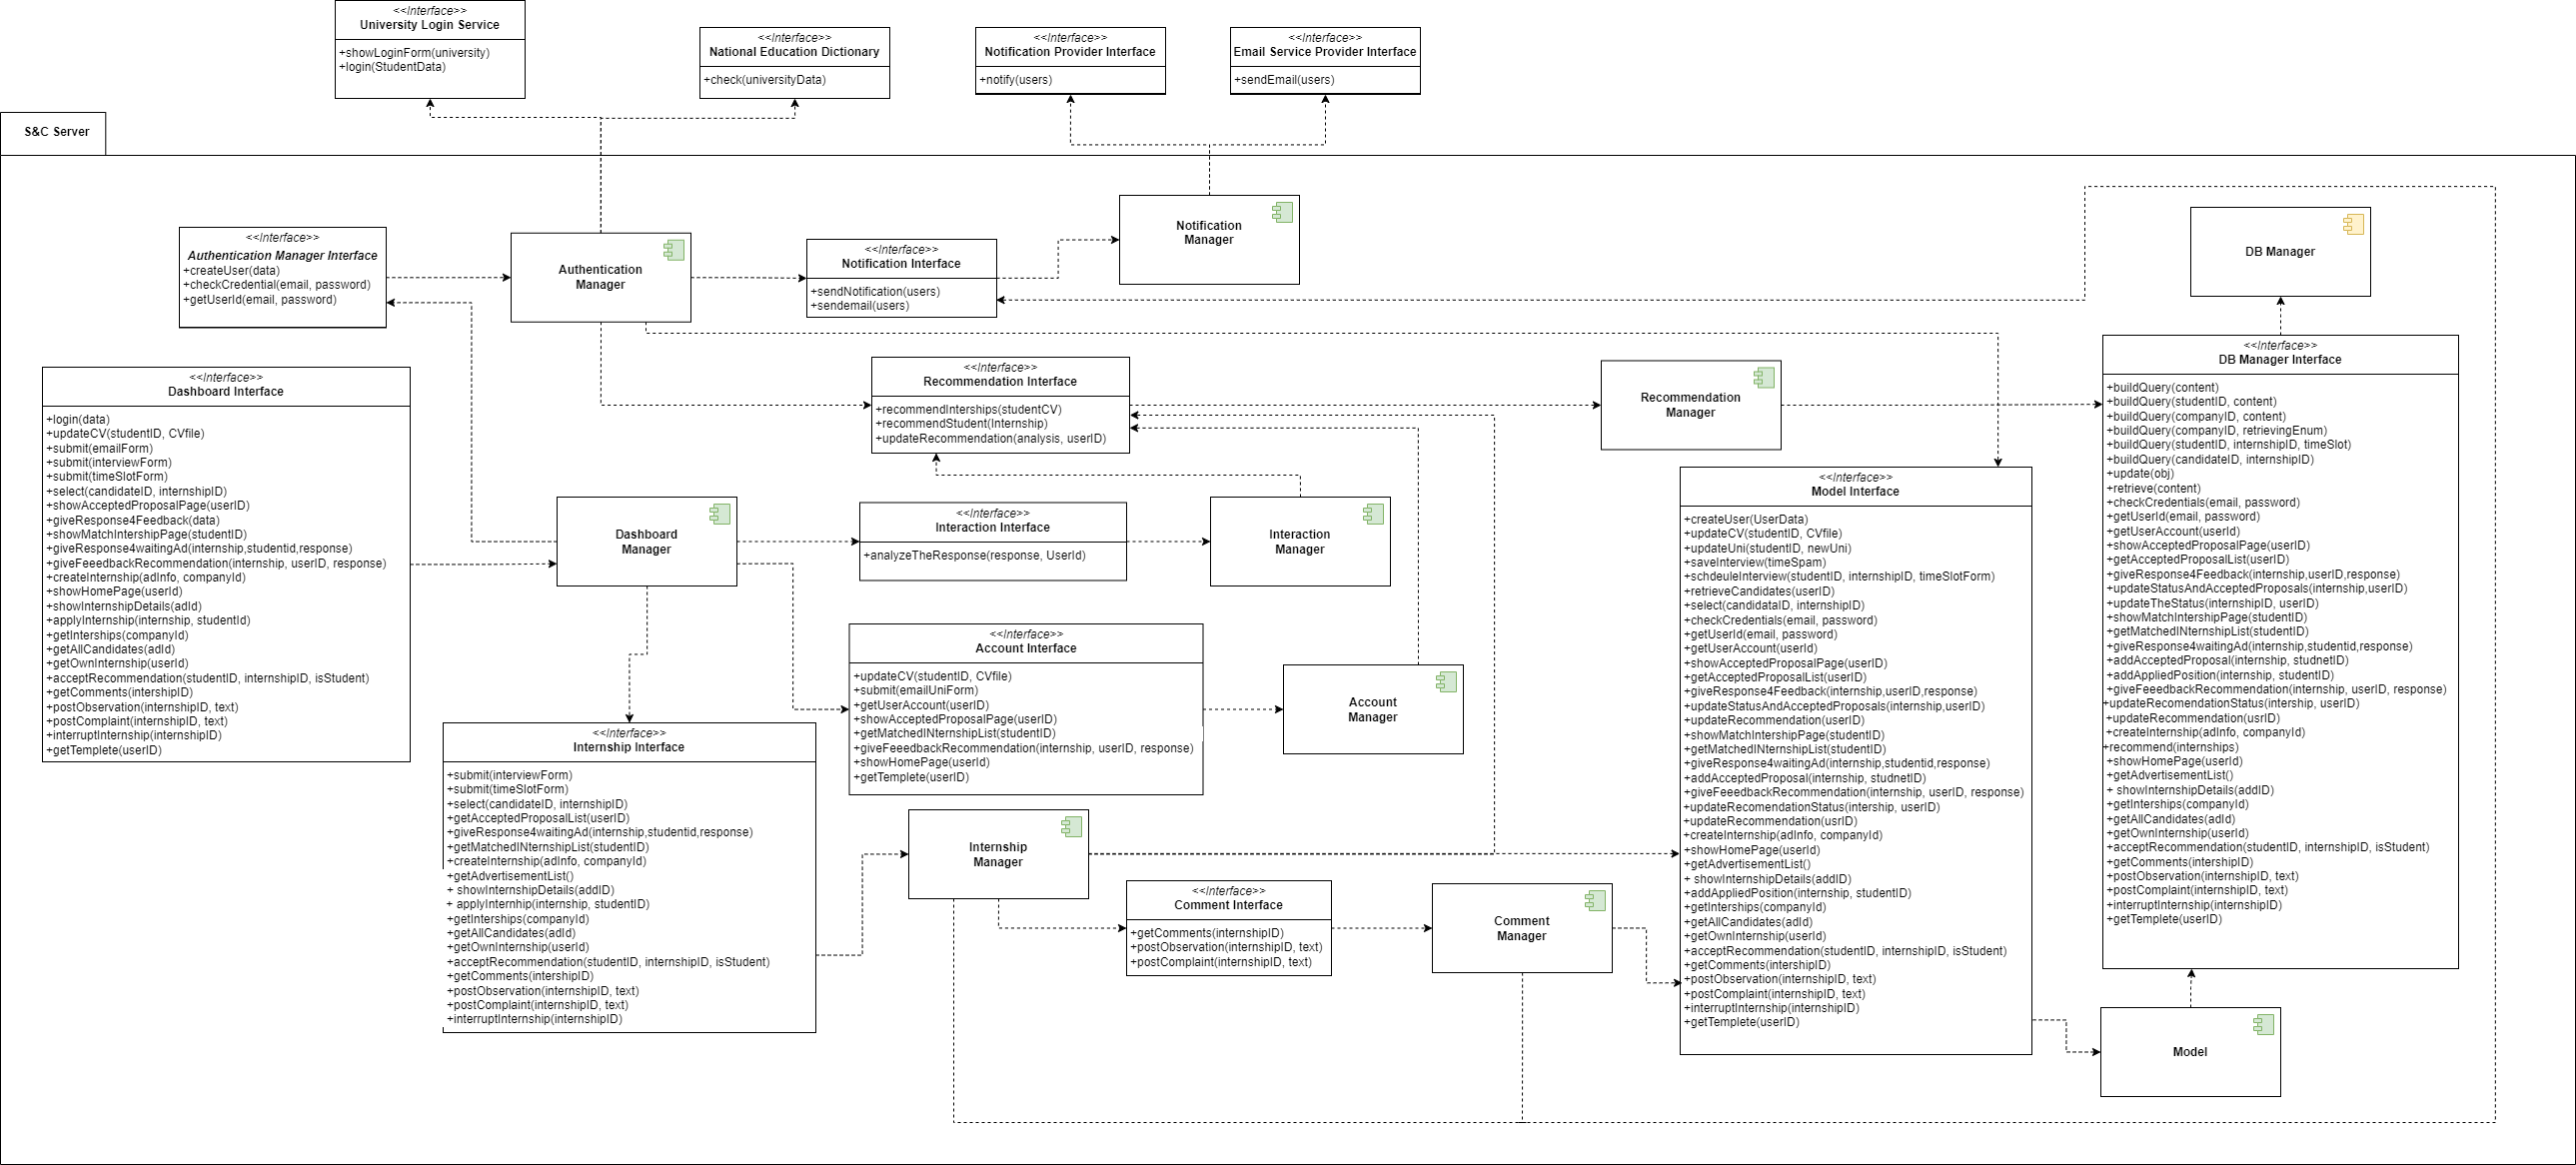 <<Interface>>
University Login Service
+showLoginForm(university)
+login(StudentData)
<<Interface>>
National Education Dictionary
+check(universityData)
<<Interface>>
Notification Provider Interface
+notify(users)
<<Interface>>
Email Service Provider Interface
+sendEmail(users)
S&C Server
<<Interface>>
Authentication Manager Interface
+createUser(data)
+checkCredential(email, password)
+getUserId(email, password)
Authentication
Manager
<<Interface>>
Notification Interface
+sendNotification(users)
+sendemail(users)
Notification
Manager
DB Manager
<<Interface>>
Dashboard Interface
+login(data)
+updateCV(studentID, CVfile)
+submit(emailForm)
+submit(interviewForm)
+submit(timeSlotForm)
+select(candidateID, internshipID)
+showAcceptedProposalPage(userID)
+giveResponse4Feedback(data)
+showMatchIntershipPage(studentID)
+giveResponse4waitingAd(internship,studentid,response)
+giveFeeedbackRecommendation(internship, userID, response)
+createInternship(adInfo, companyId)
+showHomePage(userId)
+showInternshipDetails(adId)
+applyInternship(internship, studentId)
+getInterships(companyId)
+getAllCandidates(adId)
+getOwnInternship(userId)
+acceptRecommendation(studentID, internshipID, isStudent)
+getComments(intershipID)
+postObservation(internshipID, text)
+postComplaint(internshipID, text)
+interruptInternship(internshipID)
+getTemplete(userID)
<<Interface>>
Recommendation Interface
+recommendInterships(studentCV)
+recommendStudent(Internship)
+updateRecommendation(analysis, userID)
Recommendation
Manager
<<Interface>>
DB Manager Interface
+buildQuery(content)
+buildQuery(studentID, content)
+buildQuery(companyID, content)
+buildQuery(companyID, retrievingEnum)
+buildQuery(studentID, internshipID, timeSlot)
+buildQuery(candidateID, internshipID)
+update(obj)
+retrieve(content)
+checkCredentials(email, password)
+getUserId(email, password)
+getUserAccount(userId)
+showAcceptedProposalPage(userID)
+getAcceptedProposalList(userID)
+giveResponse4Feedback(internship,userID,response)
+updateStatusAndAcceptedProposals(internship,userID)
+updateTheStatus(internshipID, userID)
+showMatchIntershipPage(studentID)
+getMatchedINternshipList(studentID)
+giveResponse4waitingAd(internship,studentid,response)
+addAcceptedProposal(internship, studnetID)
+addAppliedPosition(internship, studentID)
+giveFeeedbackRecommendation(internship, userID, response)
+updateRecomendationStatus(intership, userID)
+updateRecommendation(usrID)
+createInternship(adInfo, companyId)
+recommend(internships)
+showHomePage(userId)
+getAdvertisementList()
+ showInternshipDetails(addID)
+getInterships(companyId)
+getAllCandidates(adId)
+getOwnInternship(userId)
+acceptRecommendation(studentID, internshipID, isStudent)
+getComments(intershipID)
+postObservation(internshipID, text)
+postComplaint(internshipID, text)
+interruptInternship(internshipID)
+getTemplete(userID)
Dashboard
Manager
<<Interface>>
Interaction Interface
+analyzeTheResponse(response, UserId)
Interaction
Manager
<<Interface>>
Model Interface
+createUser(UserData)
+updateCV(studentID, CVfile)
+updateUni(studentID, newUni)
+saveInterview(timeSpam)
+schdeuleInterview(studentID, internshipID, timeSlotForm)
+retrieveCandidates(userID)
+select(candidataID, internshipID)
+checkCredentials(email, password)
+getUserId(email, password)
+getUserAccount(userId)
+showAcceptedProposalPage(userID)
+getAcceptedProposalList(userID)
+giveResponse4Feedback(internship,userID,response)
+updateStatusAndAcceptedProposals(internship,userID)
+updateRecommendation(userID)
+showMatchIntershipPage(studentID)
+getMatchedINternshipList(studentID)
+giveResponse4waitingAd(internship,studentid,response)
+addAcceptedProposal(internship, studnetID)
+giveFeeedbackRecommendation(internship, userID, response)
+updateRecomendationStatus(intership, userID)
+updateRecommendation(usrID)
+createInternship(adInfo, companyId)
+showHomePage(userId)
+getAdvertisementList()
+ showInternshipDetails(addID)
+addAppliedPosition(internship, studentID)
+getInterships(companyId)
+getAllCandidates(adId)
+getOwnInternship(userId)
+acceptRecommendation(studentID, internshipID, isStudent)
+getComments(intershipID)
+postObservation(internshipID, text)
+postComplaint(internshipID, text)
+interruptInternship(internshipID)
+getTemplete(userID)
<<Interface>>
Account Interface
+updateCV(studentID, CVfile)
+submit(emailUniForm)
+getUserAccount(userID)
+showAcceptedProposalPage(userID)
+getMatchedINternshipList(studentID)
+giveFeeedbackRecommendation(internship, userID, response)
+showHomePage(userId)
+getTemplete(userID)
Account
Manager
<<Interface>>
Internship Interface
+submit(interviewForm)
+submit(timeSlotForm)
+select(candidateID, internshipID)
+getAcceptedProposalList(userID)
+giveResponse4waitingAd(internship,studentid,response)
+getMatchedINternshipList(studentID)
+createInternship(adInfo, companyId)
+getAdvertisementList()
+ showInternshipDetails(addID)
+ applyInternhip(internship, studentID)
+getInterships(companyId)
+getAllCandidates(adId)
+getOwnInternship(userId)
+acceptRecommendation(studentID, internshipID, isStudent)
+getComments(intershipID)
+postObservation(internshipID, text)
+postComplaint(internshipID, text)
+interruptInternship(internshipID)
Internship
Manager
<<Interface>>
Comment Interface
+getComments(internshipID)
+postObservation(internshipID, text)
+postComplaint(internshipID, text)
Comment
Manager
Model